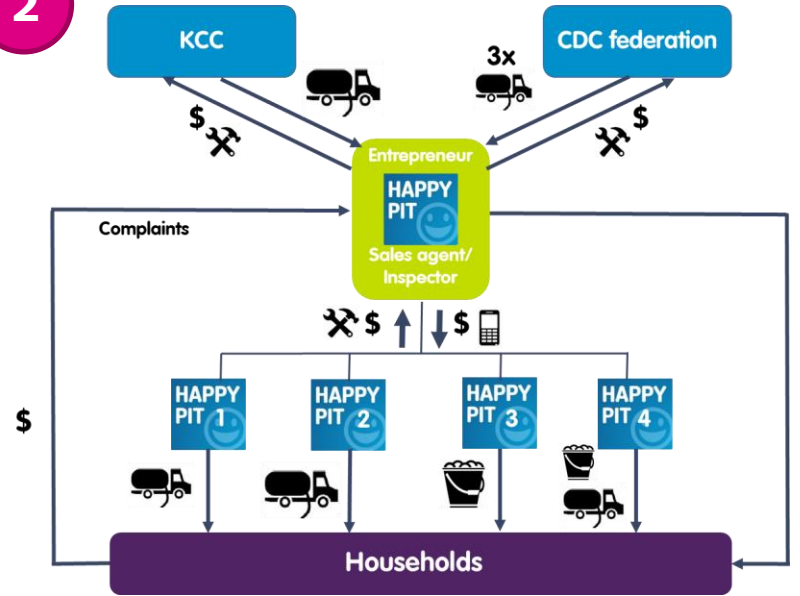 2
KCC
CDC federation
3x
$
$
Entrepreneur
HAPPY
PIT
Sales agent/
Inspector
Complaints
$
$
$
HAPPY
PIT 1
HAPPY
PIT 2
HAPPY
PIT 3
HAPPY
PIT 4
Households